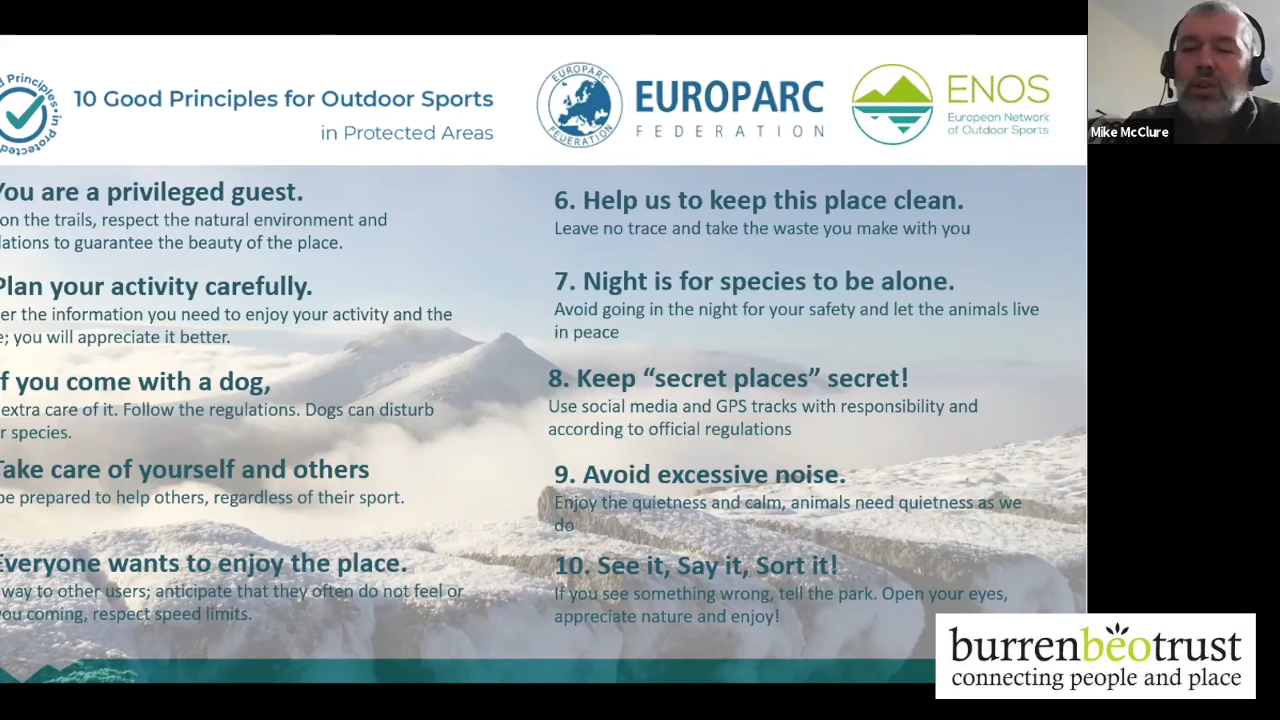 Principles
in Protected
10 Good Principles for Outdoor Sports
in Protected Areas
EUROPARC
FEDERATION
EUROPARC
FEDERATION
ENOS
European Network
of Outdoor Sports
Mike McClure
You are a privileged guest.
on the trails, respect the natural environment and
lations to guarantee the beauty of the place.
Plan your activity carefully.
er the information you need to enjoy your activity and the
e; you will appreciate it better.
If you come with a dog,
extra care of it. Follow the regulations. Dogs can disturb
r species.
Take care of yourself and others
be prepared to help others, regardless of their sport.
Everyone wants to enjoy the place.
way to other users; anticipate that they often do not feel or
you coming, respect speed limits.
6. Help us to keep this place clean.
Leave no trace and take the waste you make with you
7. Night is for species to be alone.
Avoid going in the night for your safety and let the animals live
in peace
8. Keep “secret places” secret!
Use social media and GPS tracks with responsibility and
according to official regulations
9. Avoid excessive noise.
Enjoy the quietness and calm, animals need quietness as we
do
10. See it, Say it, Sort it!
If you see something wrong, tell the park. Open your eyes,
appreciate nature and enjoy!
burrenbeotrust
connecting people and place